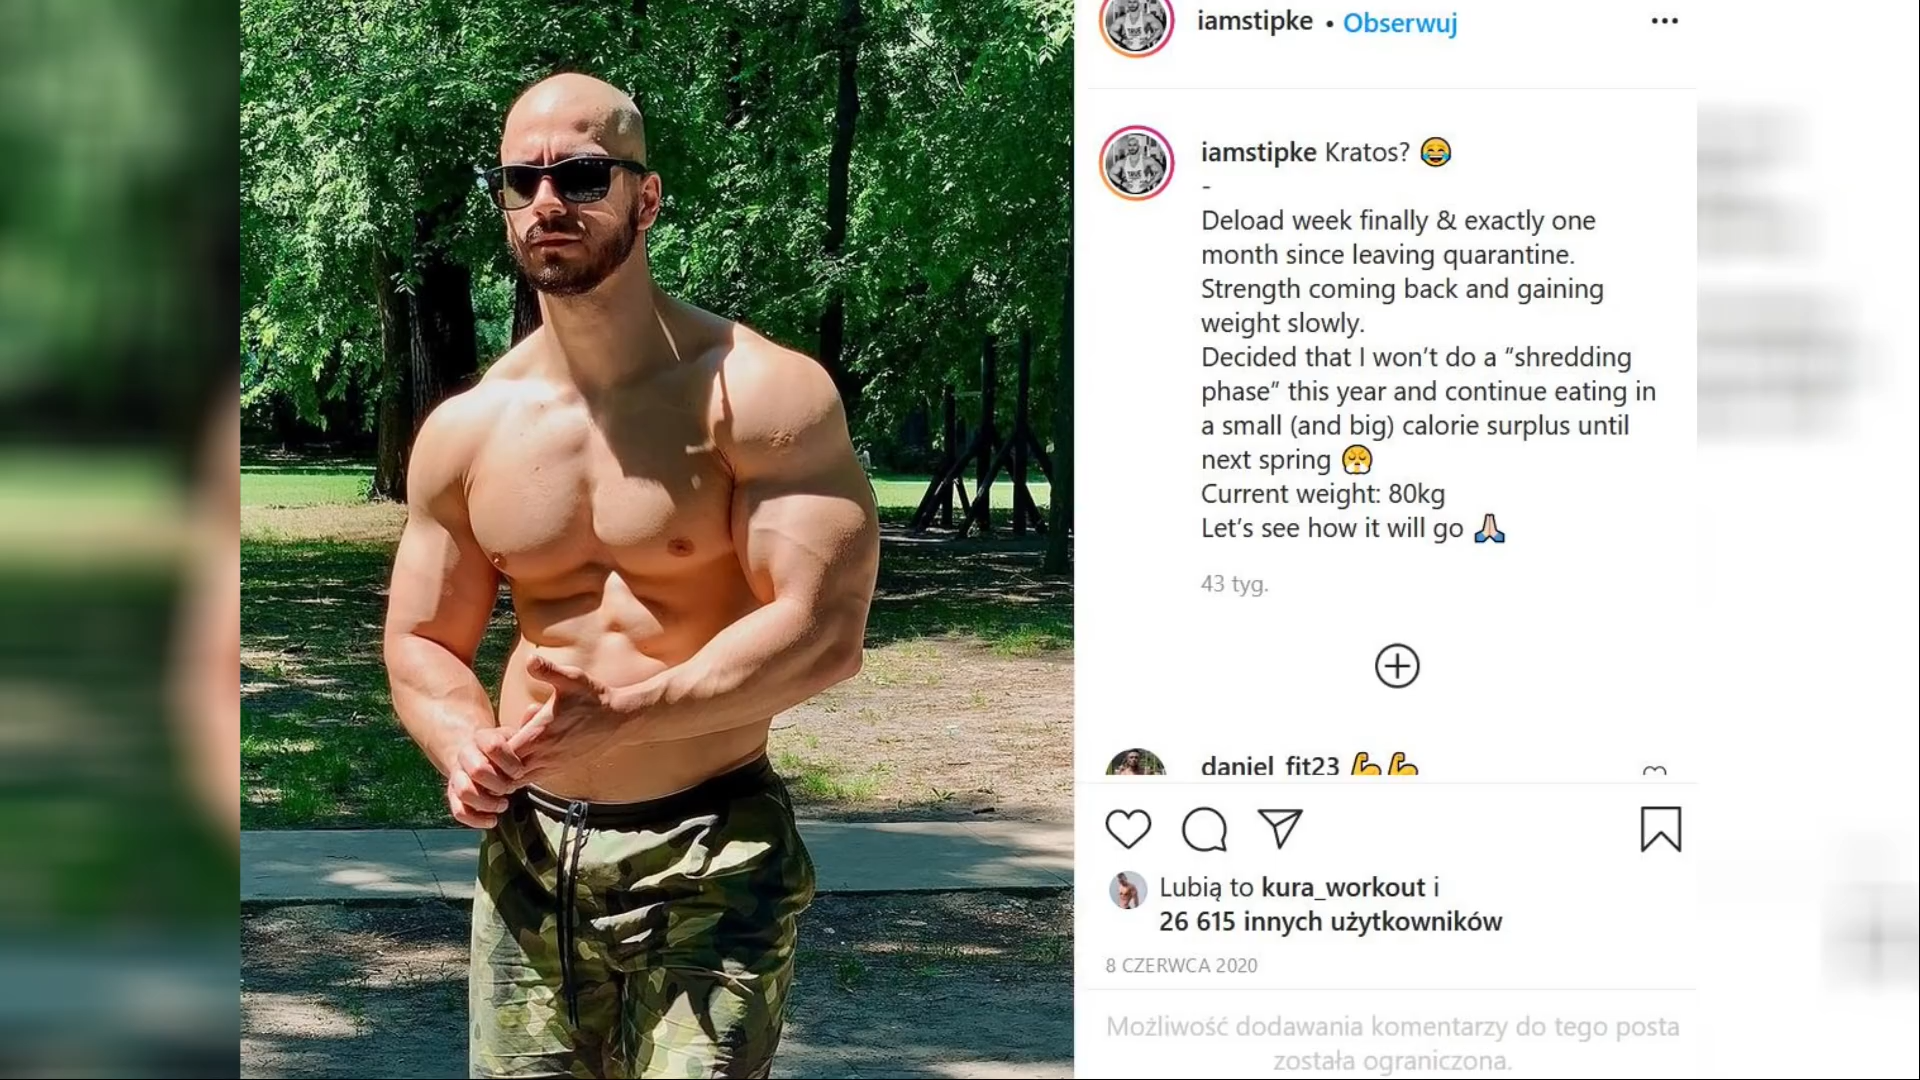 iamstipke • Obserwuj
iamstipke Kratos? 😂
-
Deload week finally & exactly one
month since leaving quarantine.
Strength coming back and gaining
weight slowly.
Decided that I won't do a “shredding
phase” this year and continue eating in
a small (and big) calorie surplus until
next spring 😤
Current weight: 80kg
Let's see how it will go 🙏🏻
43 tyg.
daniel_fit23 💪💪
Lubią to kura_workout i
26 615 innych użytkowników
8 CZERWCA 2020
Możliwość dodawania komentarzy do tego posta
została ograniczona.